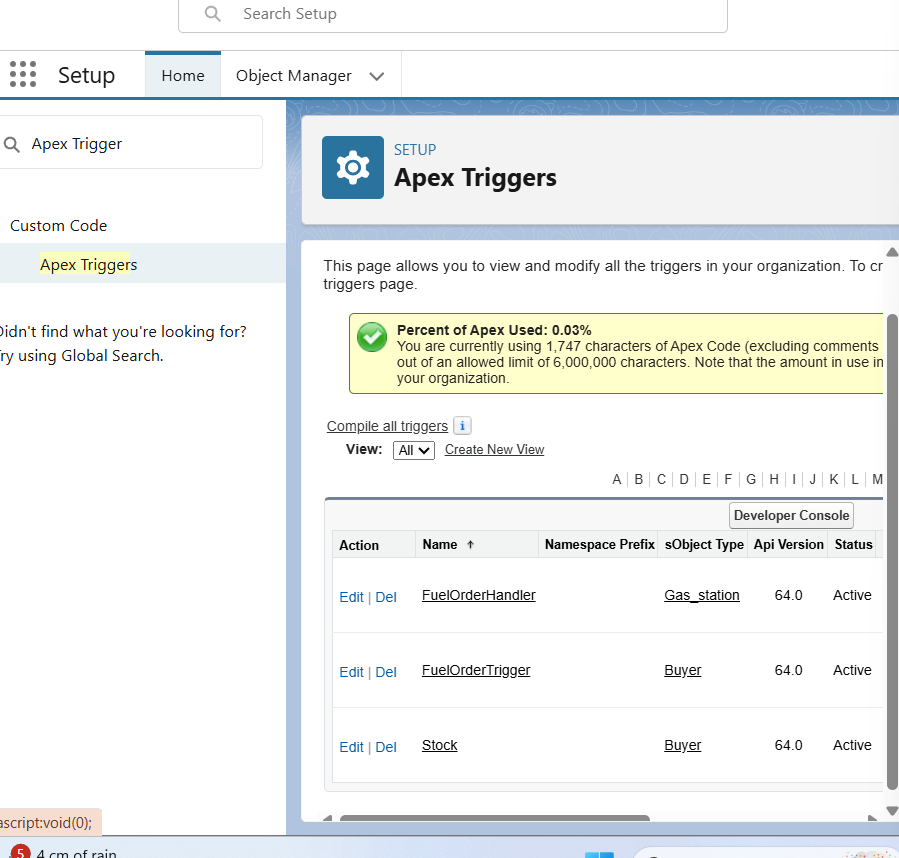 Search Setup
Setup
Home
Object Manager
Apex Trigger
Custom Code
Apex Triggers
Didn't find what you're looking for?
Try using Global Search.
SETUP
Apex Triggers
This page allows you to view and modify all the triggers in your organization. To cr
triggers page.
Percent of Apex Used: 0.03%
You are currently using 1,747 characters of Apex Code (excluding comments
out of an allowed limit of 6,000,000 characters. Note that the amount in use in
your organization.
Compile all triggers i
View: All Create New View
A B C D E F G H I J K L M
Developer Console
Action Name Namespace Prefix sObject Type Api Version Status
Edit | Del FuelOrderHandler Gas_station 64.0 Active
Edit | Del FuelOrderTrigger Buyer 64.0 Active
Edit | Del Stock Buyer 64.0 Active
ascript:void(0);
5 4 cm of rain